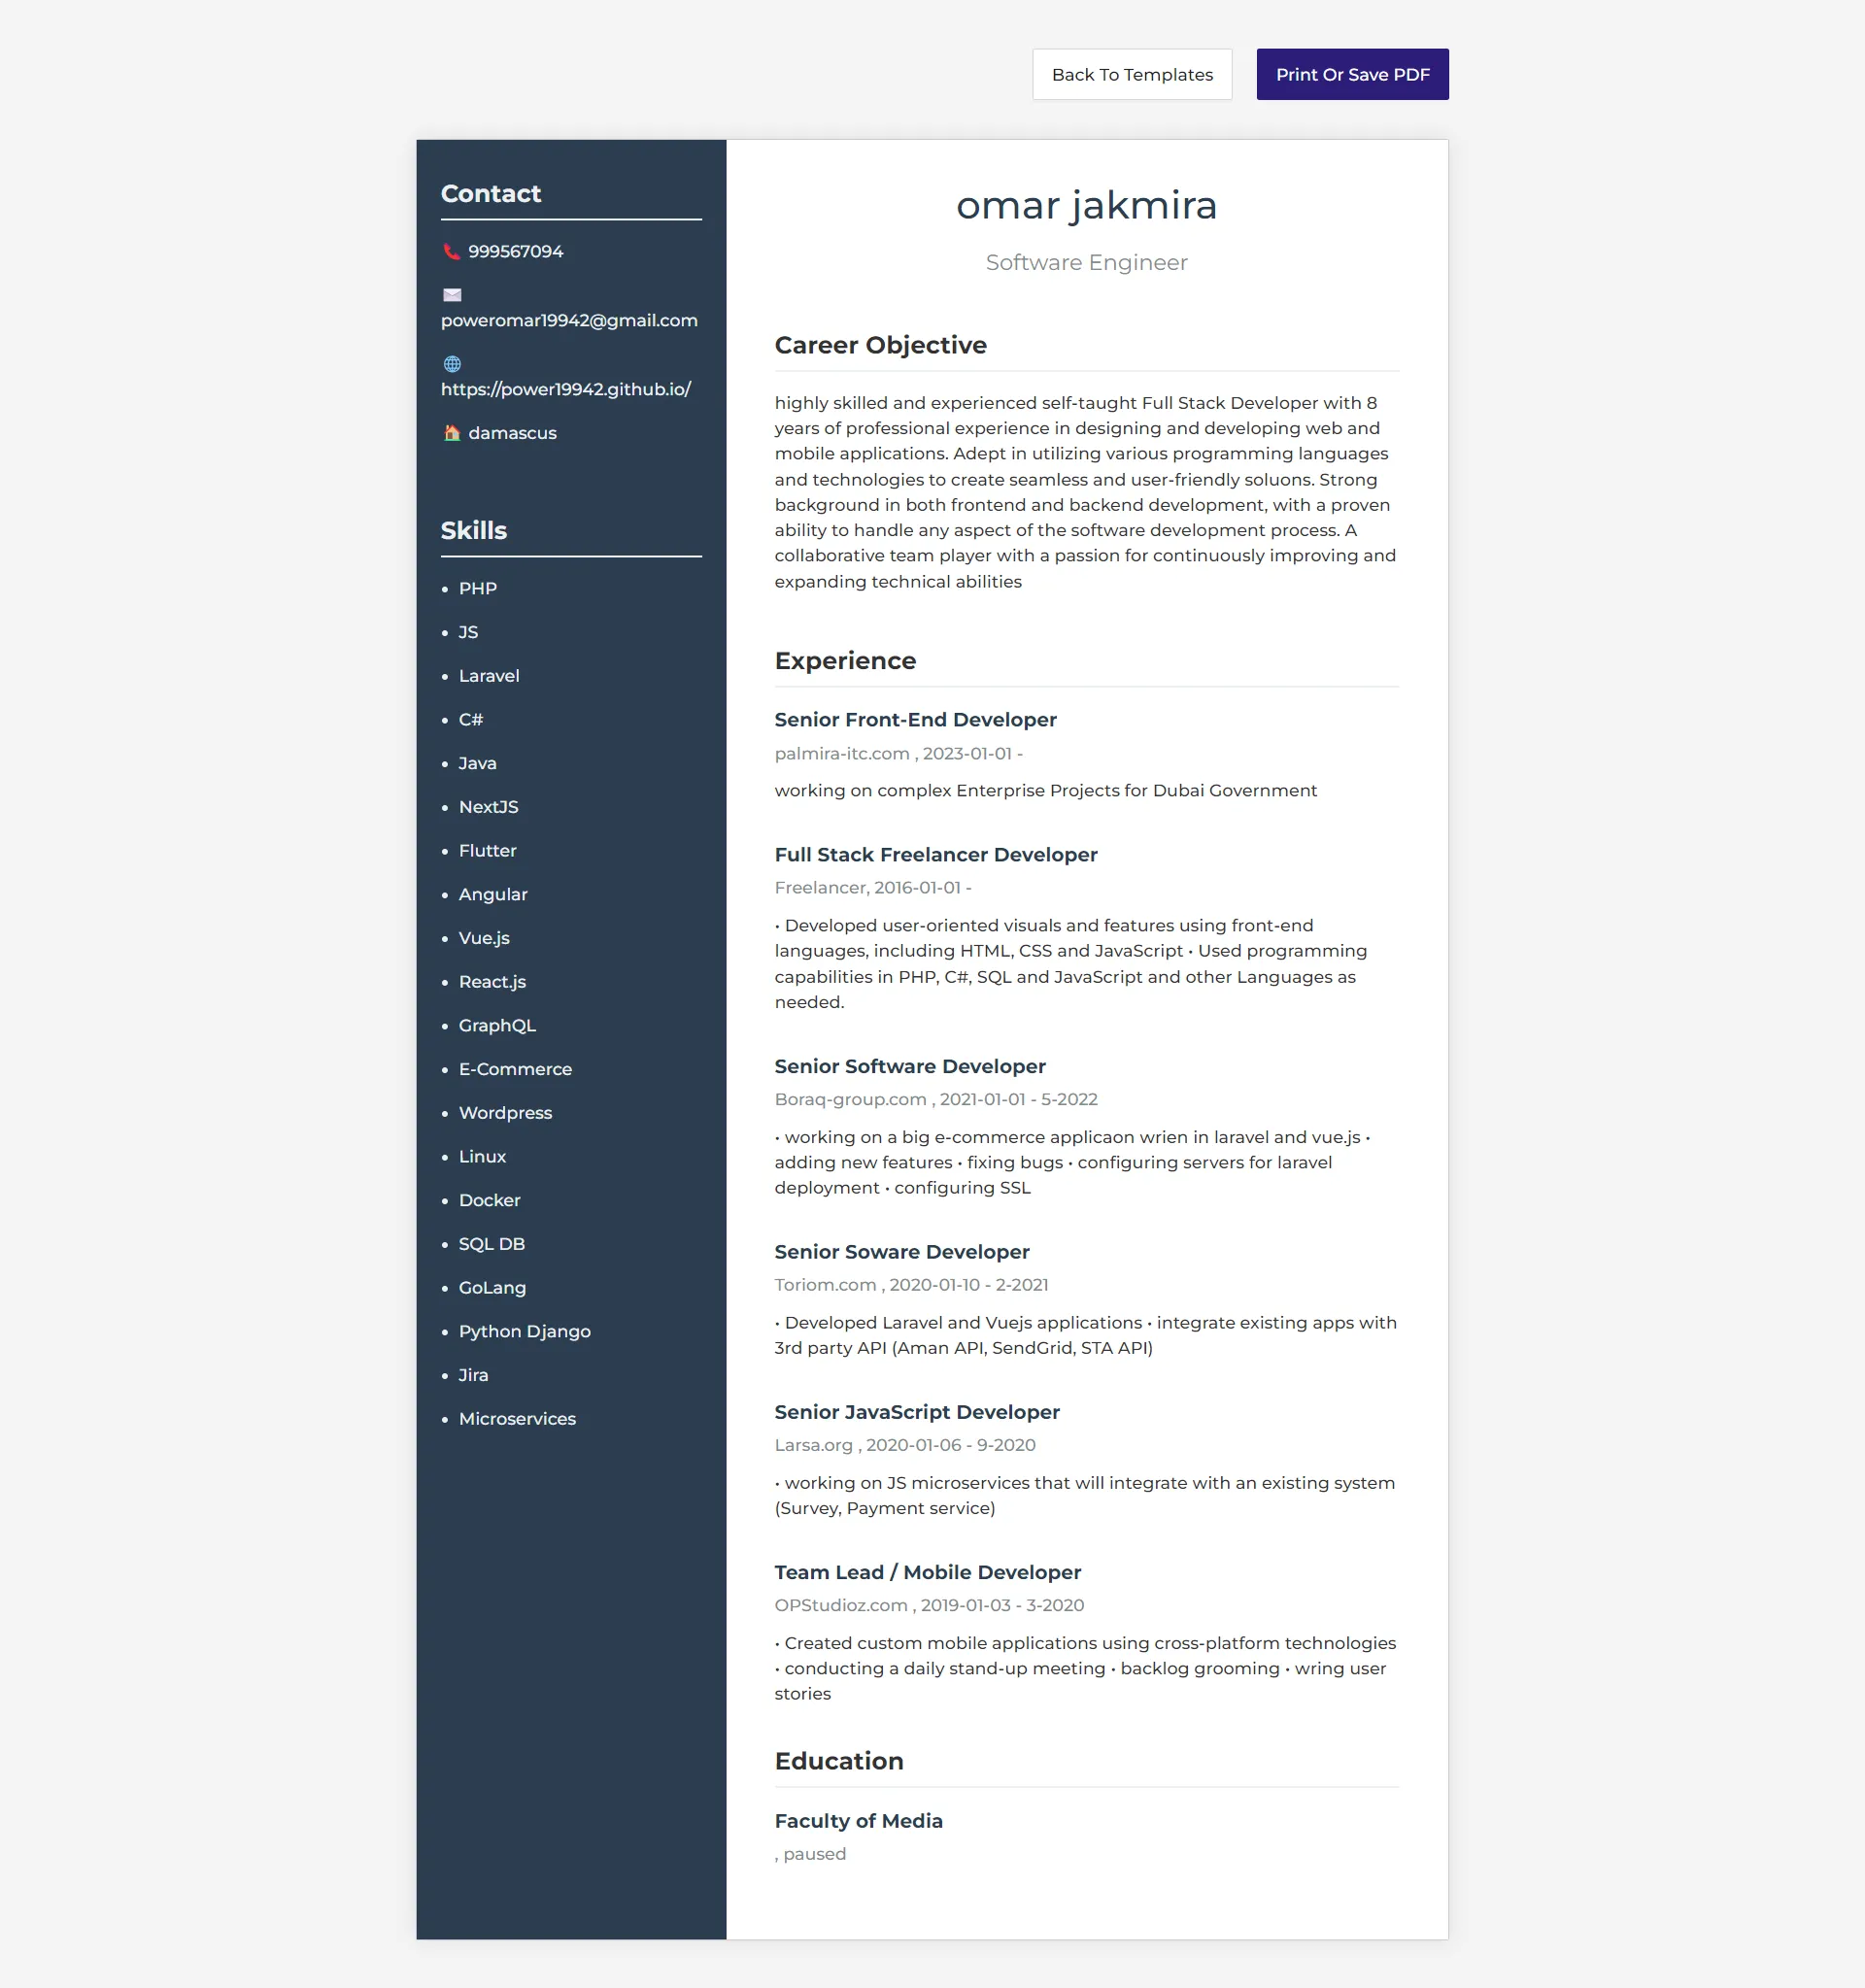 Back To Templates
Print Or Save PDF
Contact
📞 999567094
✉️
poweromar19942@gmail.com
🌐
https://power19942.github.io/
🏠 damascus
Skills
• PHP
• JS
• Laravel
• C#
• Java
• NextJS
• Flutter
• Angular
• Vue.js
• React.js
• GraphQL
• E-Commerce
• Wordpress
• Linux
• Docker
• SQL DB
• GoLang
• Python Django
• Jira
• Microservices
omar jakmira
Software Engineer
Career Objective
highly skilled and experienced self-taught Full Stack Developer with 8
years of professional experience in designing and developing web and
mobile applications. Adept in utilizing various programming languages
and technologies to create seamless and user-friendly soluons. Strong
background in both frontend and backend development, with a proven
ability to handle any aspect of the software development process. A
collaborative team player with a passion for continuously improving and
expanding technical abilities
Experience
Senior Front-End Developer
palmira-itc.com , 2023-01-01 -
working on complex Enterprise Projects for Dubai Government
Full Stack Freelancer Developer
Freelancer, 2016-01-01 -
• Developed user-oriented visuals and features using front-end
languages, including HTML, CSS and JavaScript • Used programming
capabilities in PHP, C#, SQL and JavaScript and other Languages as
needed.
Senior Software Developer
Boraq-group.com , 2021-01-01 - 5-2022
• working on a big e-commerce applicaon wrien in laravel and vue.js •
adding new features • fixing bugs • configuring servers for laravel
deployment • configuring SSL
Senior Soware Developer
Toriom.com , 2020-01-10 - 2-2021
• Developed Laravel and Vuejs applications • integrate existing apps with
3rd party API (Aman API, SendGrid, STA API)
Senior JavaScript Developer
Larsa.org , 2020-01-06 - 9-2020
• working on JS microservices that will integrate with an existing system
(Survey, Payment service)
Team Lead / Mobile Developer
OPStudioz.com , 2019-01-03 - 3-2020
• Created custom mobile applications using cross-platform technologies
• conducting a daily stand-up meeting • backlog grooming • wring user
stories
Education
Faculty of Media
, paused